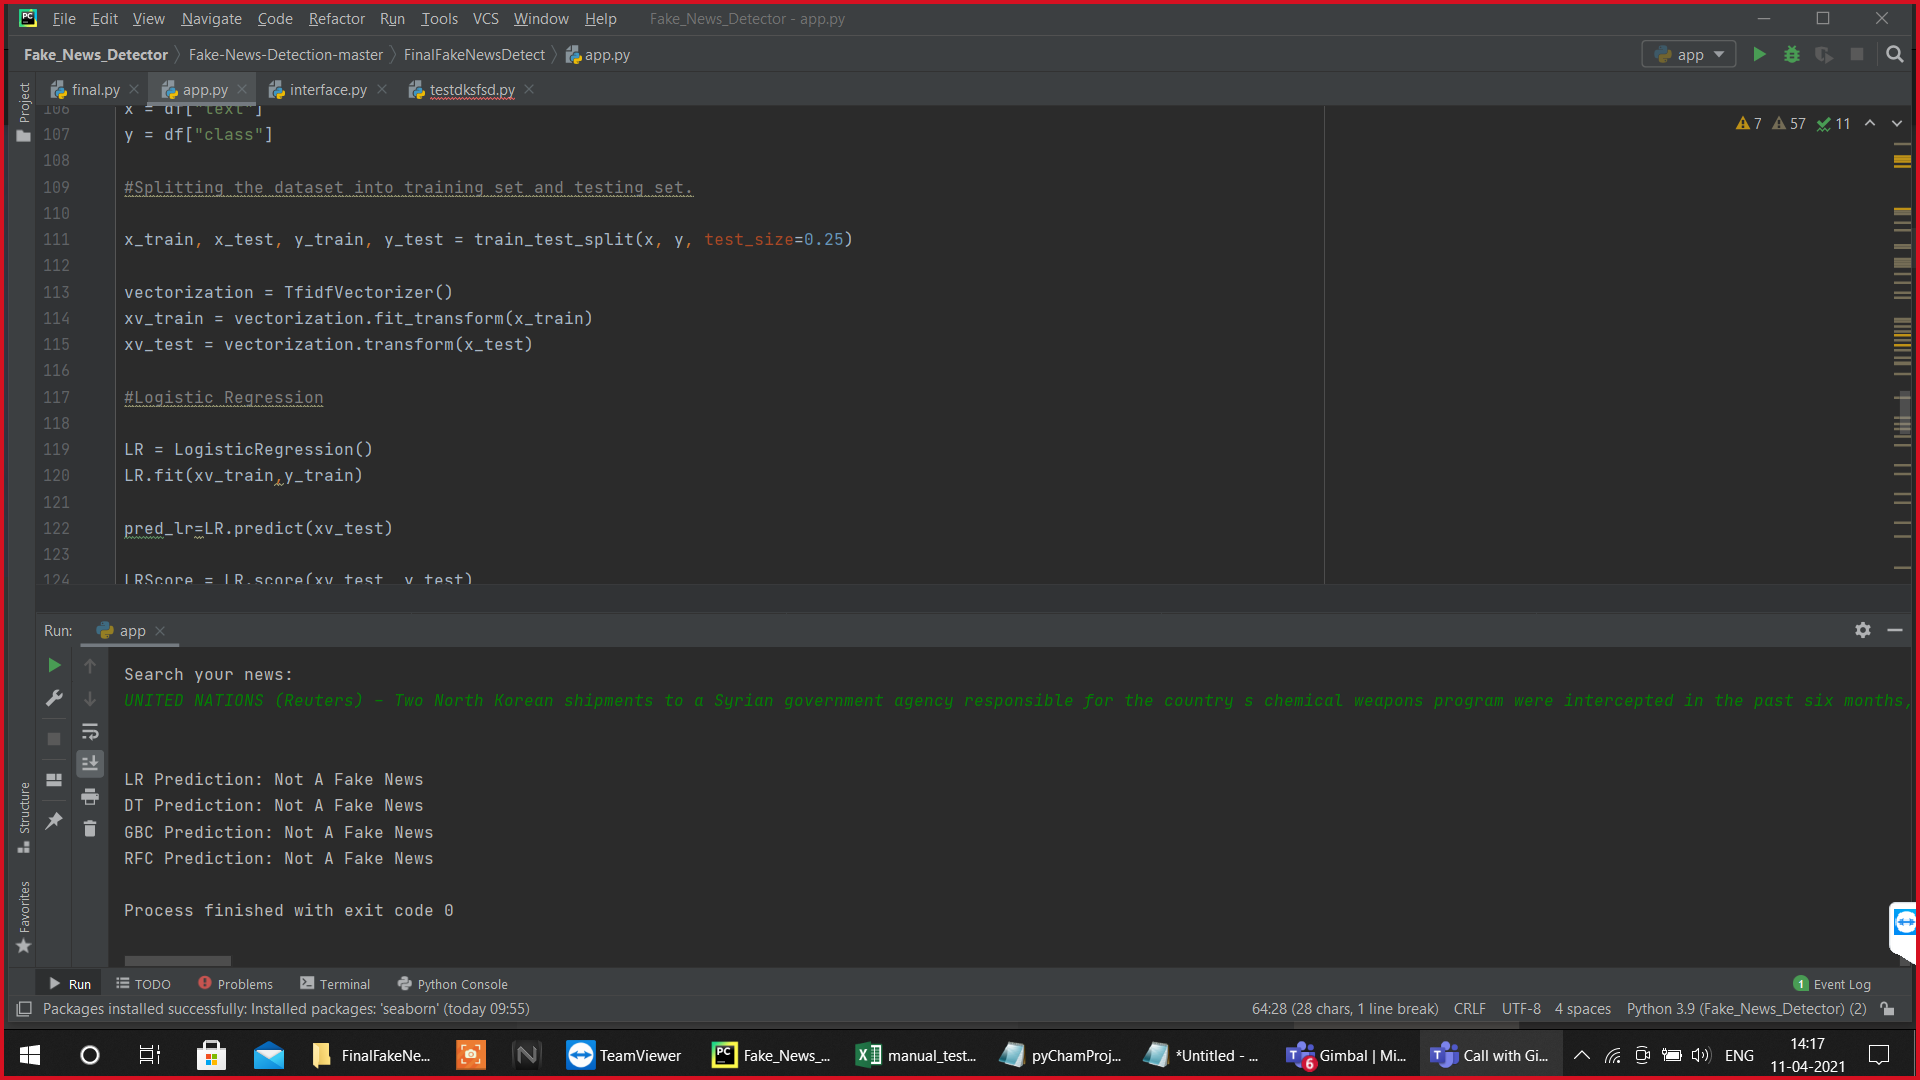 PC File Edit View Navigate Code Refactor Run Tools VCS Window Help Fake_News_Detector - app.py
Fake_News_Detector Fake-News-Detection-master FinalFakeNewsDetect app.py app
final.py app.py interface.py testdksfsd.py
Project
7 57 11
106 x = df["text"]
107 y = df["class"]
108
109 #Splitting the dataset into training set and testing set.
110
111 x_train, x_test, y_train, y_test = train_test_split(x, y, test_size=0.25)
112
113 vectorization = TfidfVectorizer()
114 xv_train = vectorization.fit_transform(x_train)
115 xv_test = vectorization.transform(x_test)
116
117 #Logistic Regression
118
119 LR = LogisticRegression()
120 LR.fit(xv_train,y_train)
121
122 pred_lr=LR.predict(xv_test)
123
124 LRScore = LR.score(xv_test, y_test)
Run: app
Search your news:
UNITED NATIONS (Reuters) – Two North Korean shipments to a Syrian government agency responsible for the country s chemical weapons program were intercepted in the past six months,
LR Prediction: Not A Fake News
DT Prediction: Not A Fake News
GBC Prediction: Not A Fake News
RFC Prediction: Not A Fake News
Process finished with exit code 0
Structure
Favorites
Run TODO Problems Terminal Python Console 1 Event Log
Packages installed successfully: Installed packages: 'seaborn' (today 09:55) 64:28 (28 chars, 1 line break) CRLF UTF-8 4 spaces Python 3.9 (Fake_News_Detector) (2)
FinalFakeNe... N TeamViewer PC Fake_News_... X manual_test... pyChamProj... *Untitled - ... T 6 Gimbal | Mi... T Call with Gi... ENG 14:17
11-04-2021